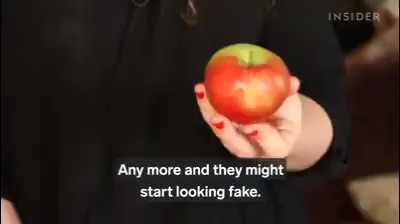 INSIDER
Any more and they might
start looking fake.